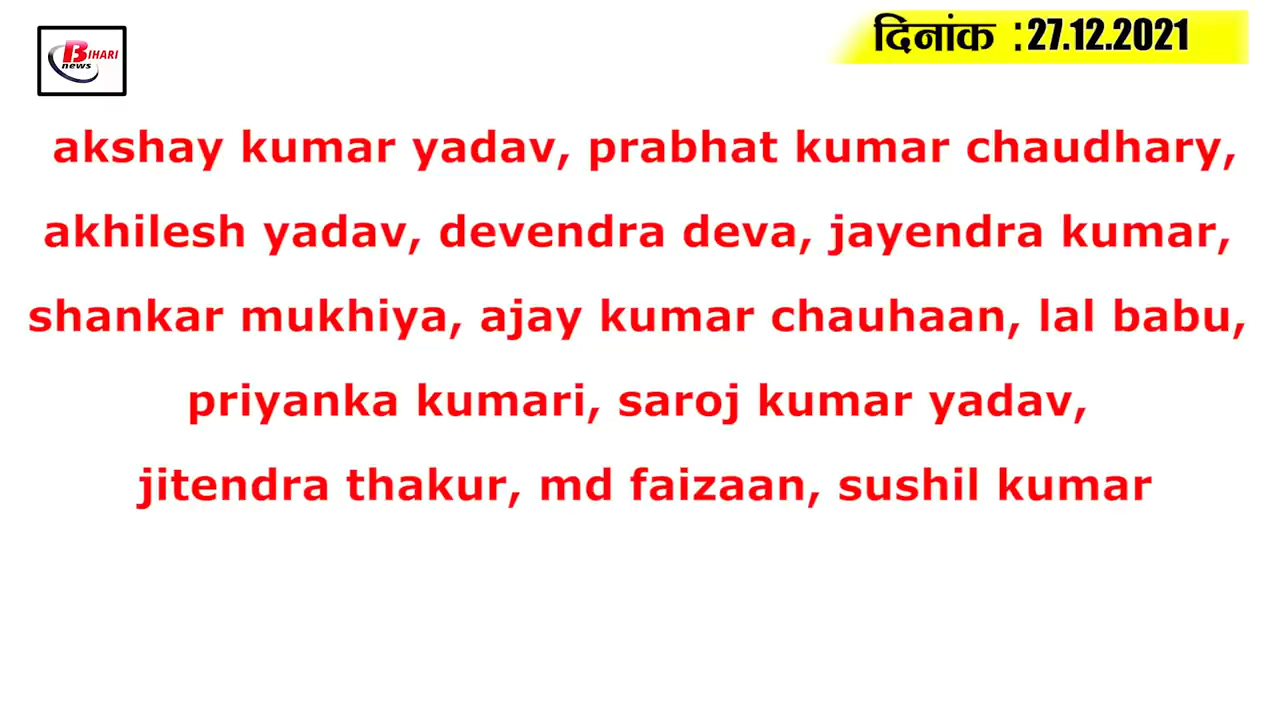 BIHARI
news
दिनांक :27.12.2021
akshay kumar yadav, prabhat kumar chaudhary,
akhilesh yadav, devendra deva, jayendra kumar,
shankar mukhiya, ajay kumar chauhaan, lal babu,
priyanka kumari, saroj kumar yadav,
jitendra thakur, md faizaan, sushil kumar